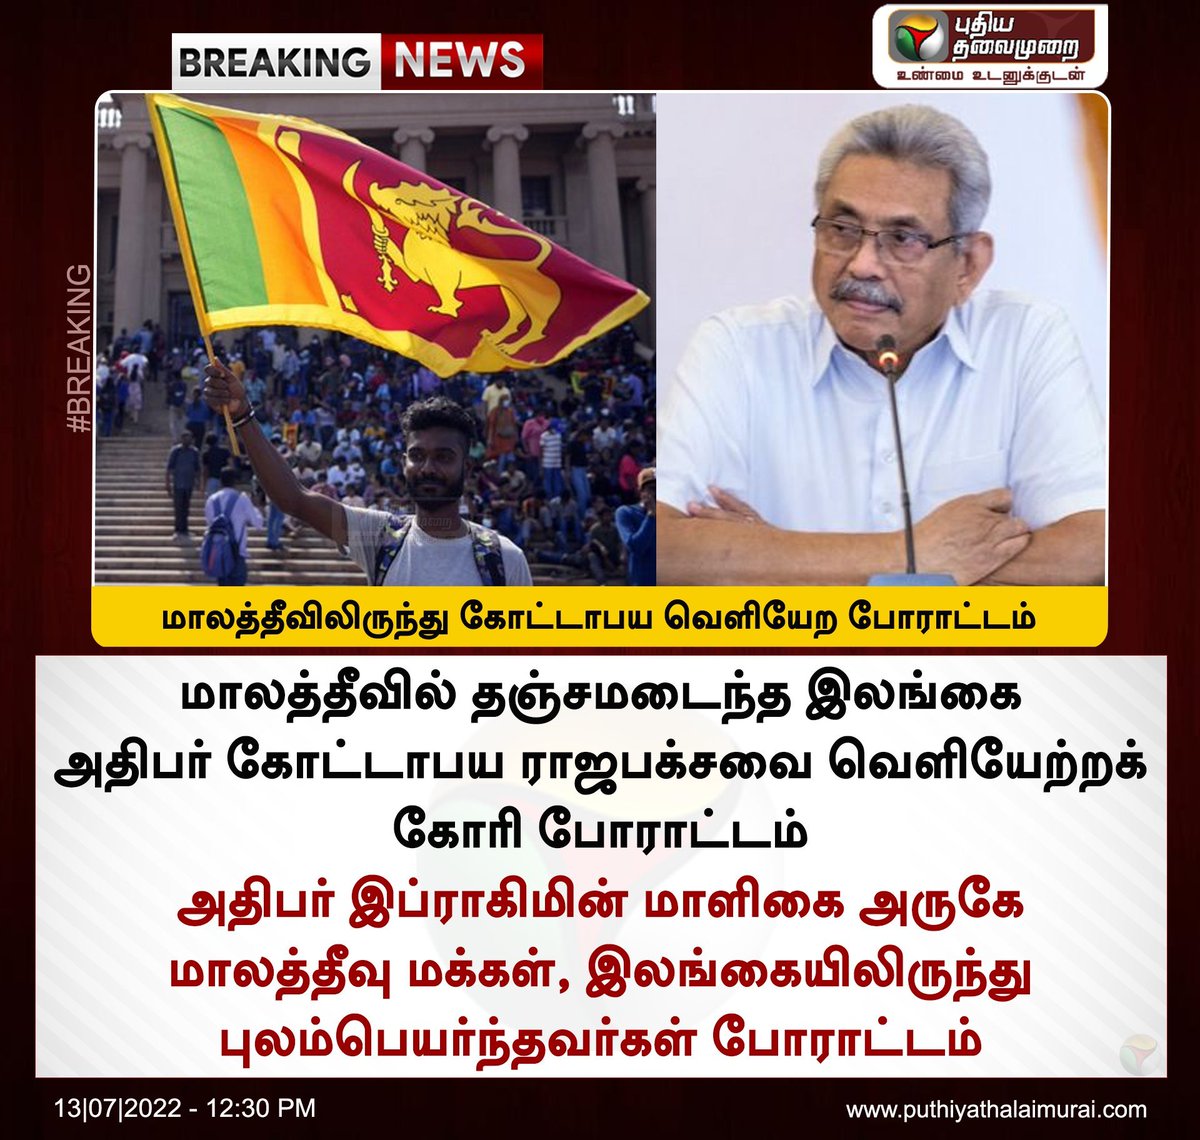 BREAKING NEWS
புதிய
தலைமுறை
உண்மை உடனுக்குடன்
#BREAKING
மாலத்தீவிலிருந்து கோட்டாபய வெளியேற போராட்டம்
மாலத்தீவில் தஞ்சமடைந்த இலங்கை
அதிபர் கோட்டாபய ராஜபக்சவை வெளியேற்றக்
கோரி போராட்டம்
அதிபர் இப்ராகிமின் மாளிகை அருகே
மாலத்தீவு மக்கள், இலங்கையிலிருந்து
புலம்பெயர்ந்தவர்கள் போராட்டம்
13|07|2022 - 12:30 PM
www.puthiyathalaimurai.com